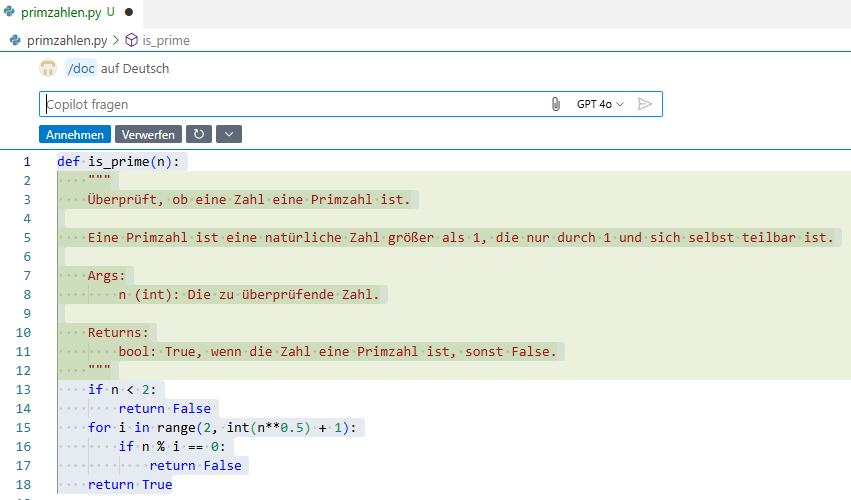 primzahlen.py U ●
primzahlen.py > is_prime
/doc auf Deutsch
Copilot fragen GPT 4o
Annehmen Verwerfen
1 def is_prime(n):
2 """
3 Überprüft, ob eine Zahl eine Primzahl ist.
4
5 Eine Primzahl ist eine natürliche Zahl größer als 1, die nur durch 1 und sich selbst teilbar ist.
6
7 Args:
8 n (int): Die zu überprüfende Zahl.
9
10 Returns:
11 bool: True, wenn die Zahl eine Primzahl ist, sonst False.
12 """
13 if n < 2:
14 return False
15 for i in range(2, int(n**0.5) + 1):
16 if n % i == 0:
17 return False
18 return True